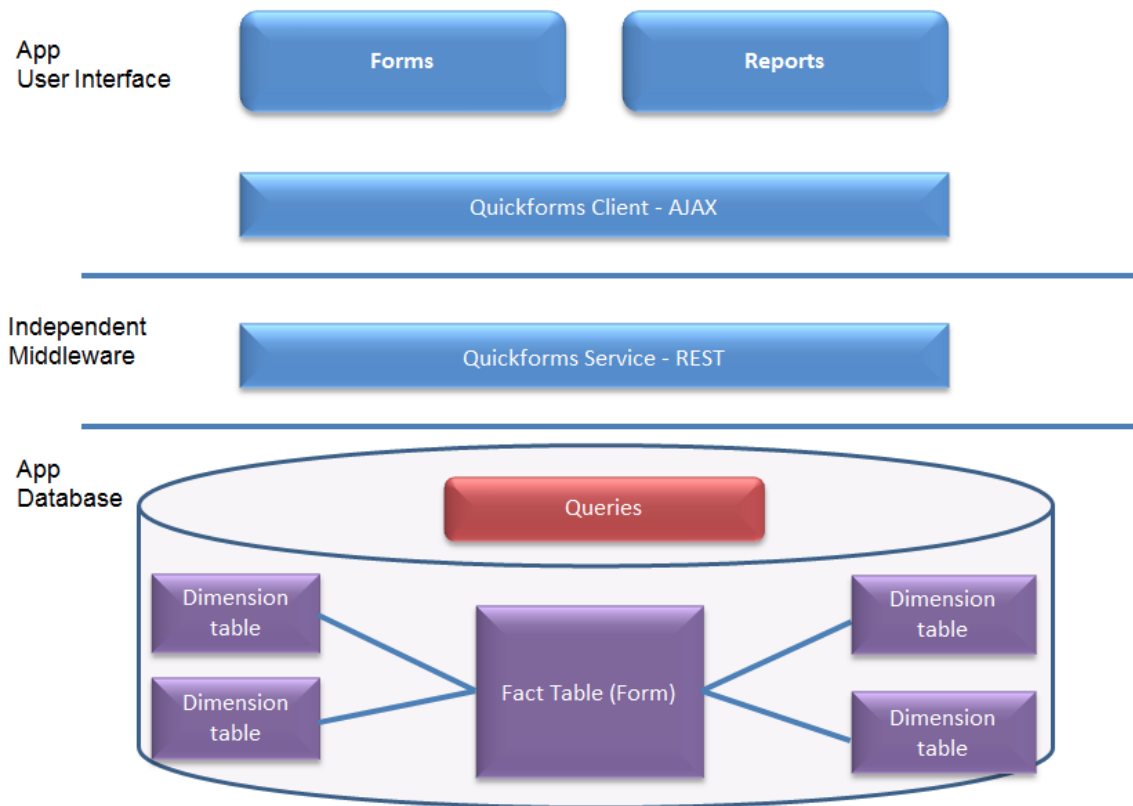 App
User Interface
Forms
Reports
Quickforms Client - AJAX
Independent
Middleware
Quickforms Service - REST
App
Database
Queries
Dimension
table
Dimension
table
Fact Table (Form)
Dimension
table
Dimension
table